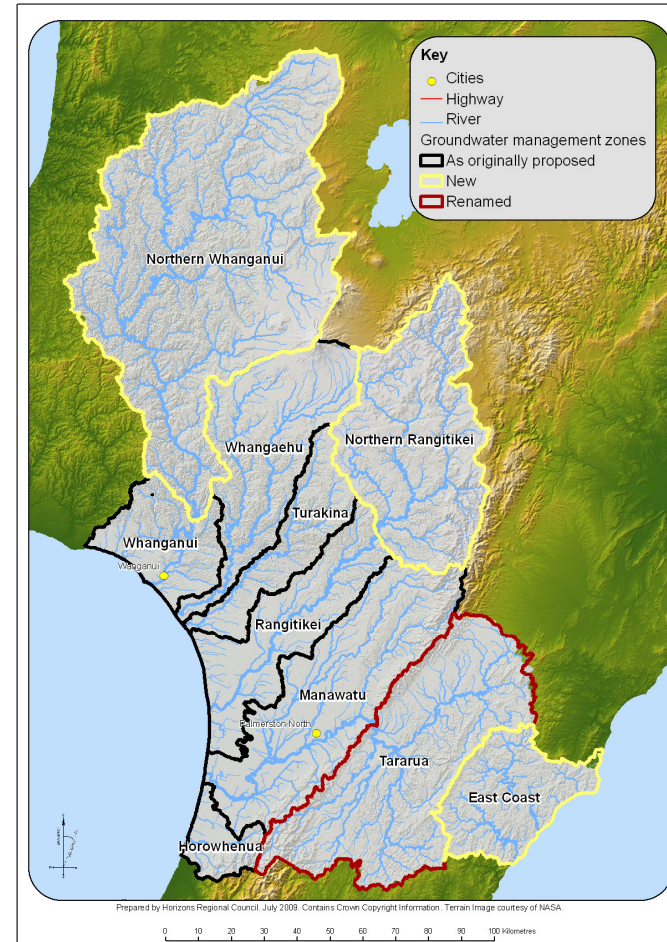 Key
Cities
Highway
River
Groundwater management zones
As originally proposed
New
Renamed
Northern Whanganui
Whangaehu
Northern Rangitikei
Turakina
Whanganui
Wanganui
Rangitikei
Manawatu
Palmerston North
Tararua
East Coast
Horowhenua
Prepared by Horizons Regional Council. July 2009. Contains Crown Copyright Information. Terrain Image courtesy of NASA.
0 10 20 30 40 50 60 70 80 90 100 Kilometres